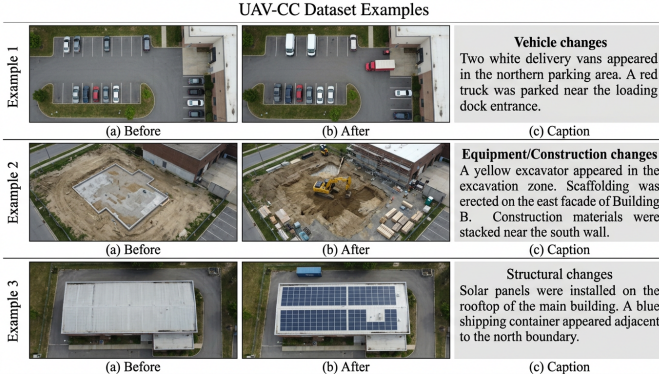 UAV-CC Dataset Examples
Example 1
(a) Before
(b) After
Vehicle changes
Two white delivery vans appeared
in the northern parking area. A red
truck was parked near the loading
dock entrance.
(c) Caption
Example 2
(a) Before
(b) After
Equipment/Construction changes
A yellow excavator appeared in the
excavation zone. Scaffolding was
erected on the east facade of Building
B. Construction materials were
stacked near the south wall.
(c) Caption
Example 3
(a) Before
(b) After
Structural changes
Solar panels were installed on the
rooftop of the main building. A blue
shipping container appeared adjacent
to the north boundary.
(c) Caption